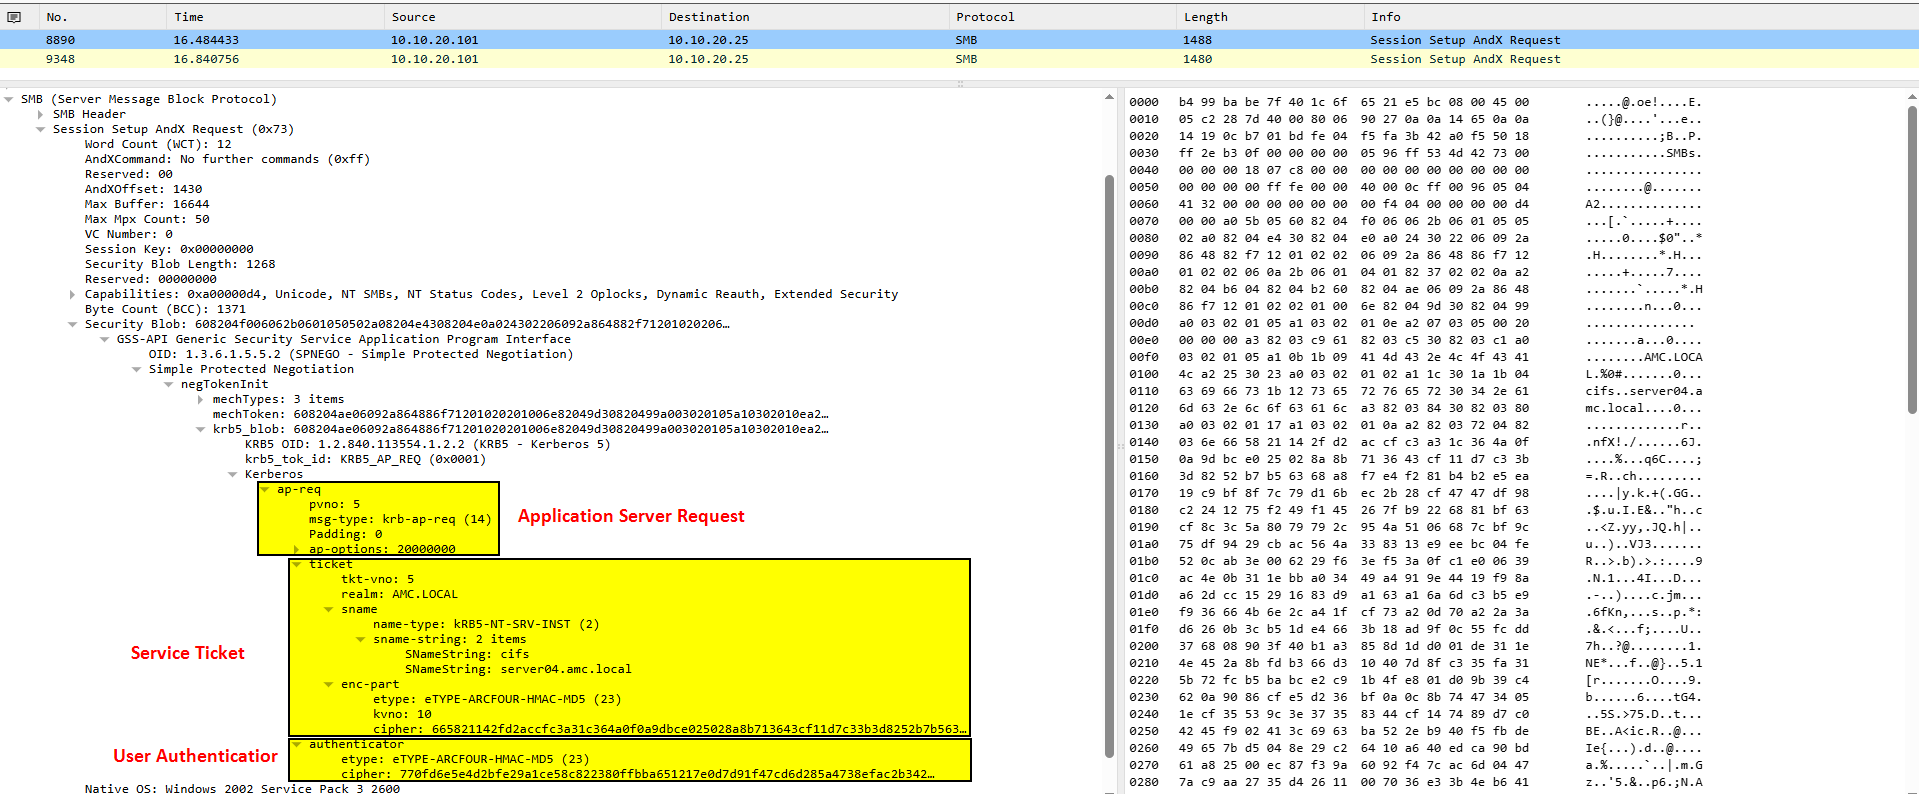 No. Time Source Destination Protocol Length Info
8890 16.484433 10.10.20.101 10.10.20.25 SMB 1488 Session Setup AndX Request
9348 16.840756 10.10.20.101 10.10.20.25 SMB 1480 Session Setup AndX Request
SMB (Server Message Block Protocol)
SMB Header
Session Setup AndX Request (0x73)
Word Count (WCT): 12
AndXCommand: No further commands (0xff)
Reserved: 00
AndXOffset: 1430
Max Buffer: 16644
Max Mpx Count: 50
VC Number: 0
Session Key: 0x00000000
Security Blob Length: 1268
Reserved: 00000000
Capabilities: 0xa00000d4, Unicode, NT SMBs, NT Status Codes, Level 2 Oplocks, Dynamic Reauth, Extended Security
Byte Count (BCC): 1371
Security Blob: 608204f006062b0601050502a08204e4308204e0a024302206092a864882f71201020206…
GSS-API Generic Security Service Application Program Interface
OID: 1.3.6.1.5.5.2 (SPNEGO - Simple Protected Negotiation)
Simple Protected Negotiation
negTokenInit
mechTypes: 3 items
mechToken: 608204ae06092a864886f71201020201006e82049d30820499a003020105a10302010ea2…
krb5_blob: 608204ae06092a864886f71201020201006e82049d30820499a003020105a10302010ea2…
KRB5 OID: 1.2.840.113554.1.2.2 (KRB5 - Kerberos 5)
krb5_tok_id: KRB5_AP_REQ (0x0001)
Kerberos
ap-req
pvno: 5
msg-type: krb-ap-req (14)
Padding: 0
ap-options: 20000000
Application Server Request
ticket
tkt-vno: 5
realm: AMC.LOCAL
sname
name-type: kRB5-NT-SRV-INST (2)
sname-string: 2 items
SNameString: cifs
SNameString: server04.amc.local
enc-part
etype: eTYPE-ARCFOUR-HMAC-MD5 (23)
kvno: 10
cipher: 665821142fd2accfc3a31c364a0f0a9dbce025028a8b713643cf11d7c33b3d8252b7b563…
Service Ticket
authenticator
etype: eTYPE-ARCFOUR-HMAC-MD5 (23)
cipher: 770fd6e5e4d2bfe29a1ce58c822380ffbba651217e0d7d91f47cd6d285a4738efac2b342…
User Authenticatior
Native OS: Windows 2002 Service Pack 3 2600
0000 b4 99 ba be 7f 40 1c 6f 65 21 e5 bc 08 00 45 00 .....@.oe!....E.
0010 05 c2 28 7d 40 00 80 06 90 27 0a 0a 14 65 0a 0a ..(}@....'...e..
0020 14 19 0c b7 01 bd fe 04 f5 fa 3b 42 a0 f5 50 18 ..........;B..P.
0030 ff 2e b3 0f 00 00 00 00 05 96 ff 53 4d 42 73 00 ...........SMBs.
0040 00 00 00 18 07 c8 00 00 00 00 00 00 00 00 00 00 ................
0050 00 00 00 00 ff fe 00 00 40 00 0c ff 00 96 05 04 ........@.......
0060 41 32 00 00 00 00 00 00 00 f4 04 00 00 00 00 d4 A2..............
0070 00 00 a0 5b 05 60 82 04 f0 06 06 2b 06 01 05 05 ...[.`.....+....
0080 02 a0 82 04 e4 30 82 04 e0 a0 24 30 22 06 09 2a .....0....$0"..*
0090 86 48 82 f7 12 01 02 02 06 09 2a 86 48 86 f7 12 .H........*.H...
00a0 01 02 02 06 0a 2b 06 01 04 01 82 37 02 02 0a a2 .....+.....7....
00b0 82 04 b6 04 82 04 b2 60 82 04 ae 06 09 2a 86 48 .......`.....*.H
00c0 86 f7 12 01 02 02 01 00 6e 82 04 9d 30 82 04 99 ........n...0...
00d0 a0 03 02 01 05 a1 03 02 01 0e a2 07 03 05 00 20 ...............
00e0 00 00 00 a3 82 03 c9 61 82 03 c5 30 82 03 c1 a0 .......a...0....
00f0 03 02 01 05 a1 0b 1b 09 41 4d 43 2e 4c 4f 43 41 ........AMC.LOCA
0100 4c a2 25 30 23 a0 03 02 01 02 a1 1c 30 1a 1b 04 L.%0#.......0...
0110 63 69 66 73 1b 12 73 65 72 76 65 72 30 34 2e 61 cifs..server04.a
0120 6d 63 2e 6c 6f 63 61 6c a3 82 03 84 30 82 03 80 mc.local....0...
0130 a0 03 02 01 17 a1 03 02 01 0a a2 82 03 72 04 82 .............r..
0140 03 6e 66 58 21 14 2f d2 ac cf c3 a3 1c 36 4a 0f .nfX!./......6J.
0150 0a 9d bc e0 25 02 8a 8b 71 36 43 cf 11 d7 c3 3b ....%...q6C....;
0160 3d 82 52 b7 b5 63 68 a8 f7 e4 f2 81 b4 b2 e5 ea =.R..ch.........
0170 19 c9 bf 8f 7c 79 d1 6b ec 2b 28 cf 47 47 df 98 ....|y.k.+(.GG..
0180 c2 24 12 75 f2 49 f1 45 26 7f b9 22 68 81 bf 63 .$.u.I.E&.."h..c
0190 cf 8c 3c 5a 80 79 79 2c 95 4a 51 06 68 7c bf 9c ..<Z.yy,.JQ.h|..
01a0 75 df 94 29 cb ac 56 4a 33 83 13 e9 ee bc 04 fe u..)..VJ3.......
01b0 52 0c ab 3e 00 62 29 f6 3e f5 3a 0f c1 e0 06 39 R..>.b).>.:....9
01c0 ac 4e 0b 31 1e bb a0 34 49 a4 91 9e 44 19 f9 8a .N.1...4I...D...
01d0 a6 2d cc 15 29 16 83 d9 a1 63 a1 6a 6d c3 b5 e9 .-..)....c.jm...
01e0 f9 36 66 4b 6e 2c a4 1f cf 73 a2 0d 70 a2 2a 3a .6fKn,...s..p.*:
01f0 d6 26 0b 3c b5 1d e4 66 3b 18 ad 9f 0c 55 fc dd .&.<...f;....U..
0200 37 68 08 90 3f 40 b1 a3 85 8d 1d d0 01 de 31 1e 7h..?@........1.
0210 4e 45 2a 8b fd b3 66 d3 10 40 7d 8f c3 35 fa 31 NE*...f..@}..5.1
0220 5b 72 fc b5 ba bc e2 c9 1b 4f e8 01 d0 9b 39 c4 [r.......O....9.
0230 62 0a 90 86 cf e5 d2 36 bf 0a 0c 8b 74 47 34 05 b......6....tG4.
0240 1e cf 35 53 9c 3e 37 35 83 44 cf 14 74 89 d7 c0 ..5S.>75.D..t...
0250 42 45 f9 02 41 3c 69 63 ba 52 2e b9 40 f5 fb de BE..A<ic.R..@...
0260 49 65 7b d5 04 8e 29 c2 64 10 a6 40 ed ca 90 bd Ie{...).d..@....
0270 61 a8 25 00 ec 87 f3 9a 60 92 f4 7c ac 6d 04 47 a.%.....`..|.m.G
0280 7a c9 aa 27 35 d4 26 11 00 70 36 e3 3b 4e b6 41 z..'5.&..p6.;N.A